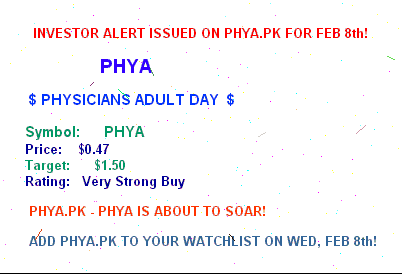 INVESTOR ALERT ISSUED ON PHYA.PK FOR FEB 8th!
PHYA
$ PHYSICIANS ADULT DAY $
Symbol: PHYA
Price: $0.47
Target: $1.50
Rating: Very Strong Buy
PHYA.PK - PHYA IS ABOUT TO SOAR!
ADD PHYA.PK TO YOUR WATCHLIST ON WED, FEB 8th!